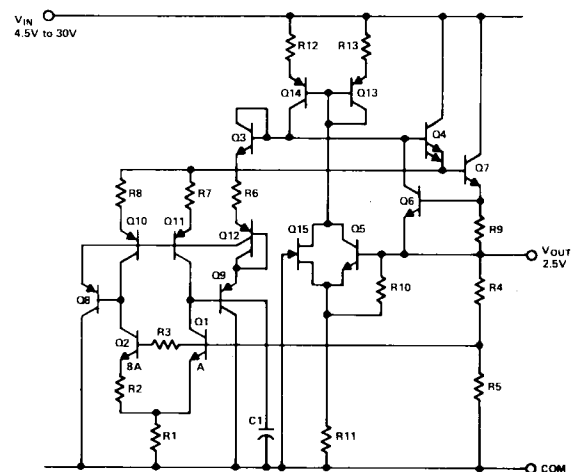 VIN
4.5V to 30V
R12
R13
Q14
Q13
Q3
Q4
Q7
R8
R7
R6
Q6
Q10
Q11
Q12
Q15
Q5
R9
VOUT
2.5V
Q8
Q9
R10
R4
Q2
R3
Q1
8A
A
R2
R5
C1
R1
R11
COM